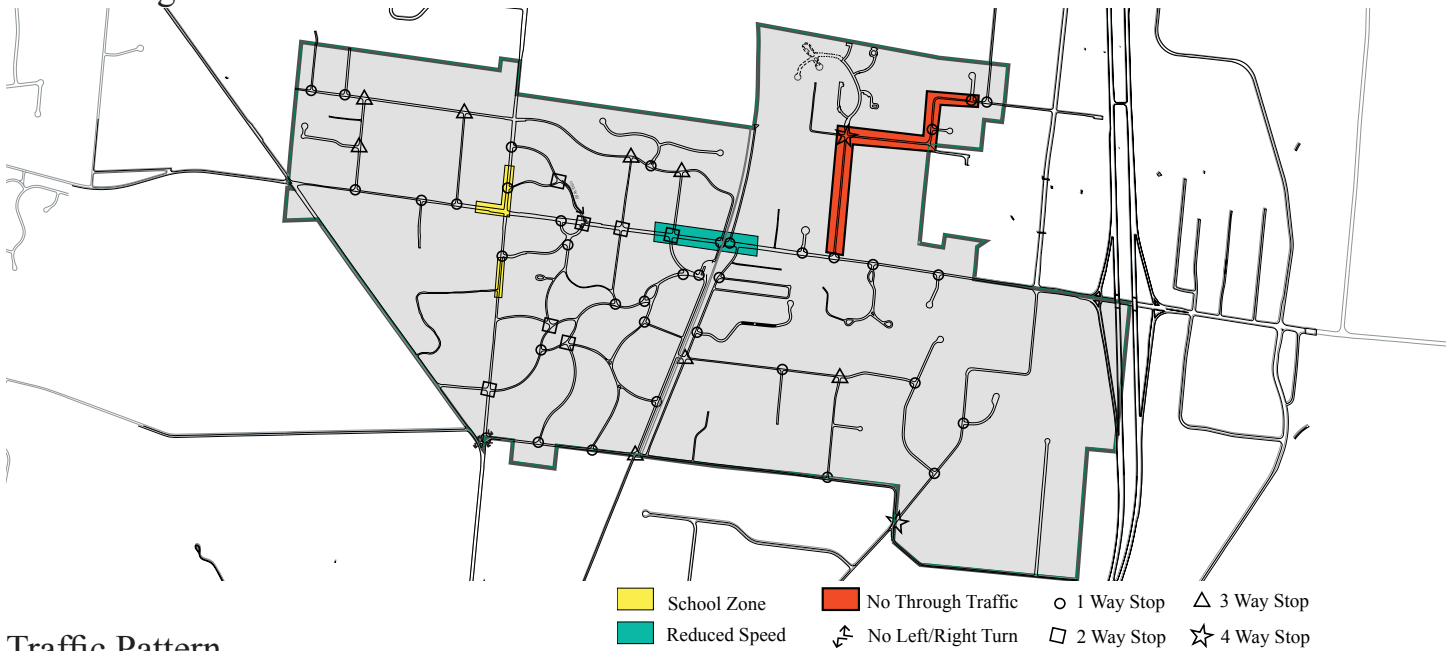 School Zone
Reduced Speed
No Through Traffic
No Left/Right Turn
1 Way Stop
2 Way Stop
3 Way Stop
4 Way Stop
Traffic Pattern